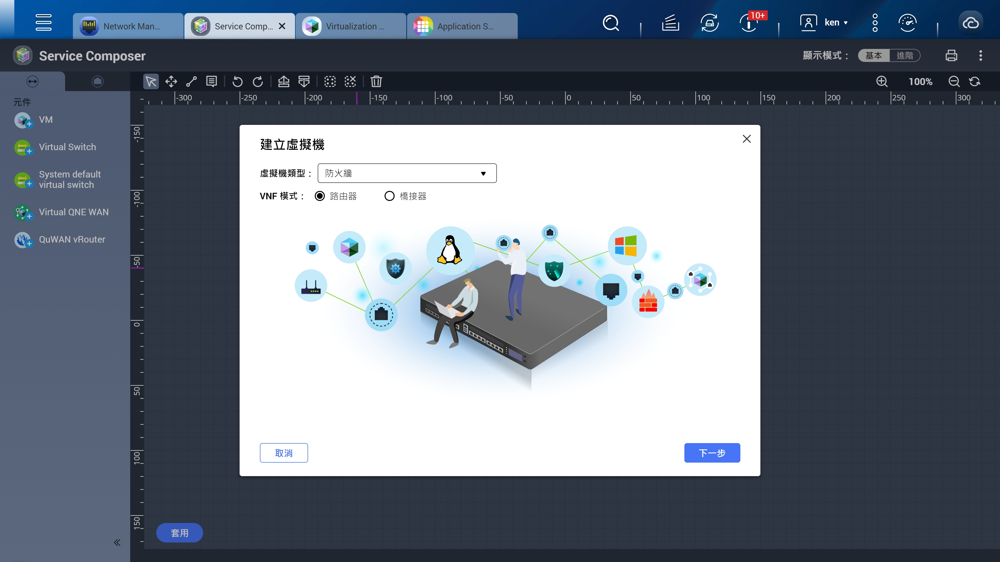 Network Man...
Service Comp...
Virtualization ...
Application S...
10+
ken
Service Composer
顯示模式：
基本
進階
100%
元件
VM
Virtual Switch
System default
virtual switch
Virtual QNE WAN
QuWAN vRouter
-300
-250
-200
-150
-100
-50
0
50
100
150
200
250
300
-150
-100
-50
0
50
100
150
建立虛擬機
虛擬機類型：
防火牆
VNF 模式：
路由器
橋接器
取消
下一步
套用